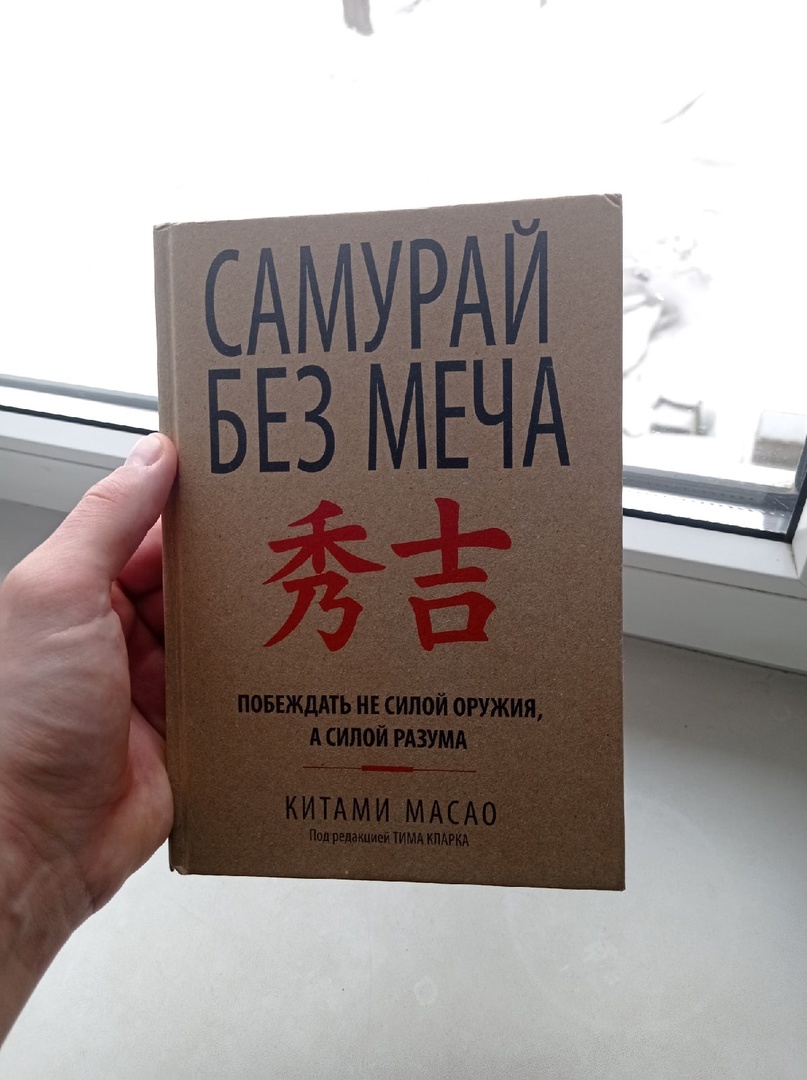 САМУРАЙ
БЕЗ МЕЧА
秀吉
ПОБЕЖДАТЬ НЕ СИЛОЙ ОРУЖИЯ,
А СИЛОЙ РАЗУМА
КИТАМИ МАСАО
Под редакцией ТИМА КЛАРКА